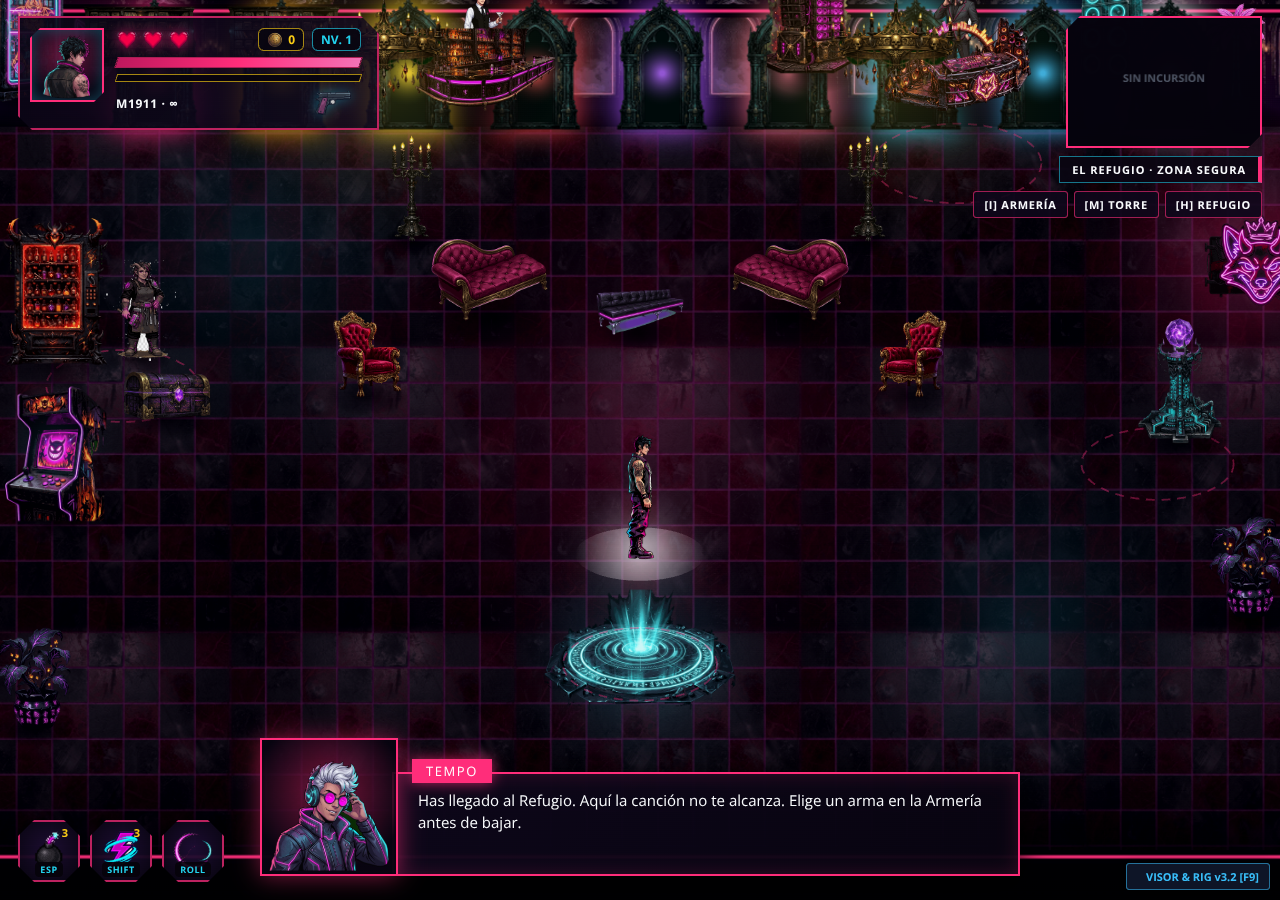 0
NV. 1
M1911 · ∞
SIN INCURSIÓN
EL REFUGIO · ZONA SEGURA
[I] ARMERÍA
[M] TORRE
[H] REFUGIO
TEMPO
Has llegado al Refugio. Aquí la canción no te alcanza. Elige un arma en la Armería
antes de bajar.
3
ESP
3
SHIFT
ROLL
VISOR & RIG v3.2 [F9]